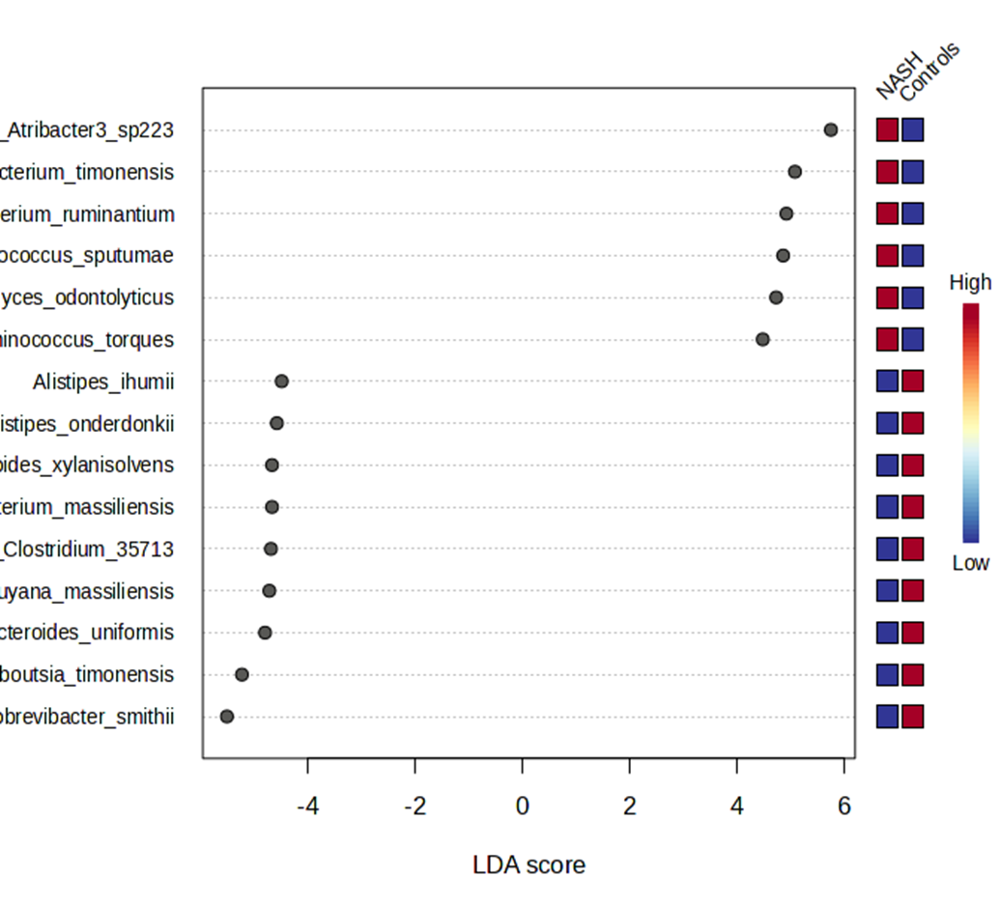 NASH
Controls
_Atribacter3_sp223
cterium_timonensis
erium_ruminantium
ococcus_sputumae
yces_odontolyticus
ninococcus_torques
Alistipes_ihumii
istipes_onderdonkii
oides_xylanisolvens
terium_massiliensis
_Clostridium_35713
uyana_massiliensis
cteroides_uniformis
boutsia_timonensis
obrevibacter_smithii
High
Low
-4 -2 0 2 4 6
LDA score